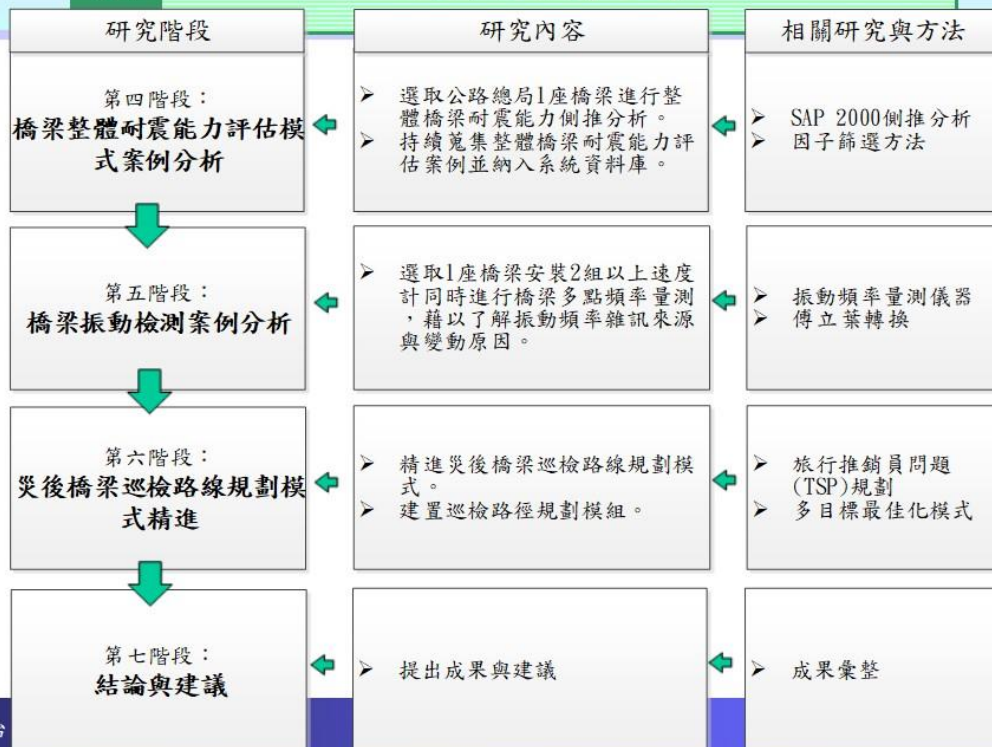 研究階段
研究內容
相關研究與方法
第四階段：
橋梁整體耐震能力評估模
式案例分析
➢ 選取公路總局1座橋梁進行整
體橋梁耐震能力側推分析。
➢ 持續蒐集整體橋梁耐震能力評
估案例並納入系統資料庫。
➢ SAP 2000側推分析
➢ 因子篩選方法
第五階段：
橋梁振動檢測案例分析
➢ 選取1座橋梁安裝2組以上速度
計同時進行橋梁多點頻率量測
，藉以了解振動頻率雜訊來源
與變動原因。
➢ 振動頻率量測儀器
➢ 傅立葉轉換
第六階段：
災後橋梁巡檢路線規劃模
式精進
➢ 精進災後橋梁巡檢路線規劃模
式。
➢ 建置巡檢路徑規劃模組。
➢ 旅行推銷員問題
(TSP)規劃
➢ 多目標最佳化模式
第七階段：
結論與建議
➢ 提出成果與建議
➢ 成果彙整